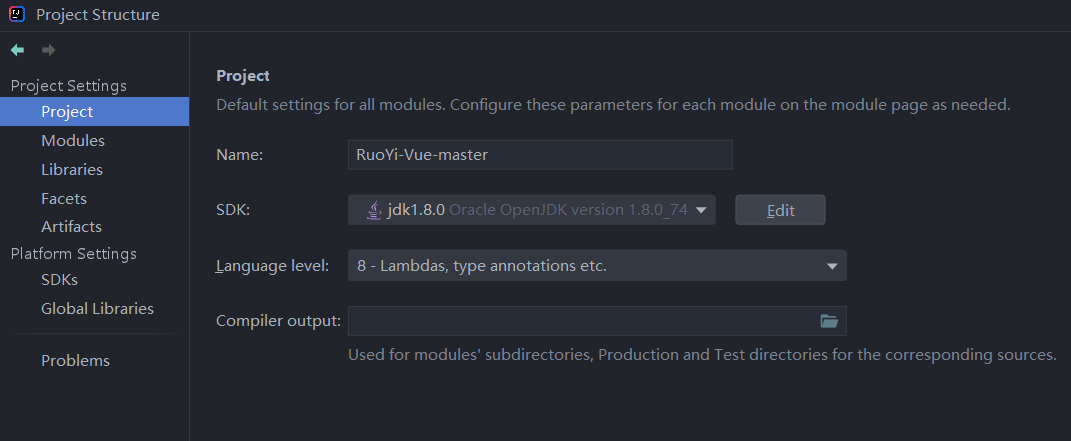 Project Structure
Project Settings
Project
Modules
Libraries
Facets
Artifacts
Platform Settings
SDKs
Global Libraries
Problems
Project
Default settings for all modules. Configure these parameters for each module on the module page as needed.
Name: RuoYi-Vue-master
SDK: jdk1.8.0 Oracle OpenJDK version 1.8.0_74 Edit
Language level: 8 - Lambdas, type annotations etc.
Compiler output:
Used for modules' subdirectories, Production and Test directories for the corresponding sources.